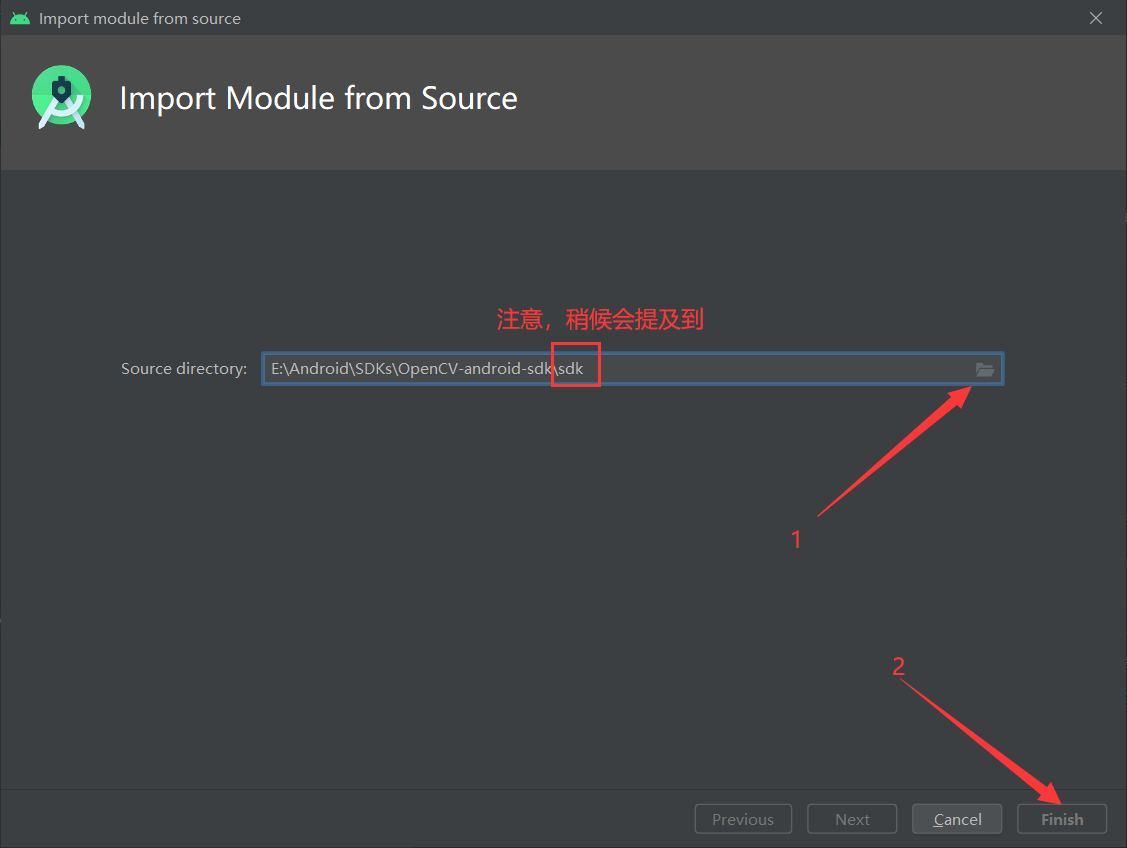 Import module from source
Import Module from Source
注意，稍候会提及到
Source directory: E:\Android\SDKs\OpenCV-android-sdk\sdk
1
2
Previous Next Cancel Finish